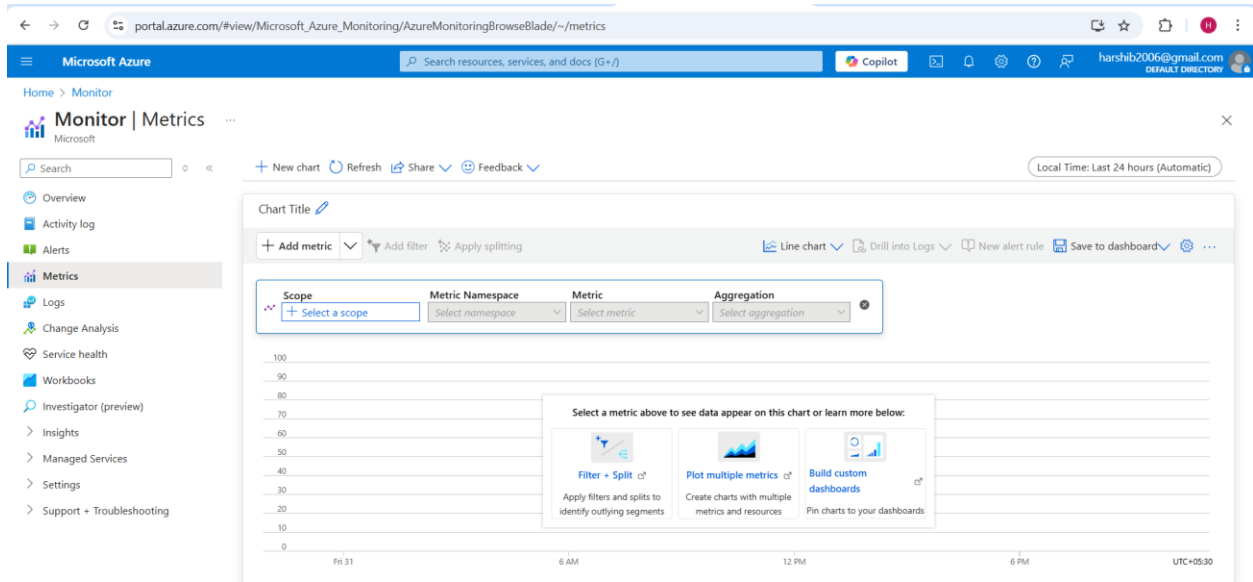 portal.azure.com/#view/Microsoft_Azure_Monitoring/AzureMonitoringBrowseBlade/~/metrics
H
Microsoft Azure
Search resources, services, and docs (G+/)
Copilot
harshib2006@gmail.com
DEFAULT DIRECTORY
Home > Monitor
Monitor | Metrics ...
Microsoft
Search
Overview
Activity log
Alerts
Metrics
Logs
Change Analysis
Service health
Workbooks
Investigator (preview)
Insights
Managed Services
Settings
Support + Troubleshooting
New chart Refresh Share Feedback
Local Time: Last 24 hours (Automatic)
Chart Title
Add metric Add filter Apply splitting
Line chart Drill into Logs New alert rule Save to dashboard ...
Scope Metric Namespace Metric Aggregation
+ Select a scope Select namespace Select metric Select aggregation
100
90
80
70
60
50
40
30
20
10
0
Select a metric above to see data appear on this chart or learn more below:
Filter + Split
Apply filters and splits to
identify outlying segments
Plot multiple metrics
Create charts with multiple
metrics and resources
Build custom
dashboards
Pin charts to your dashboards
Fri 31 6 AM 12 PM 6 PM UTC+05:30